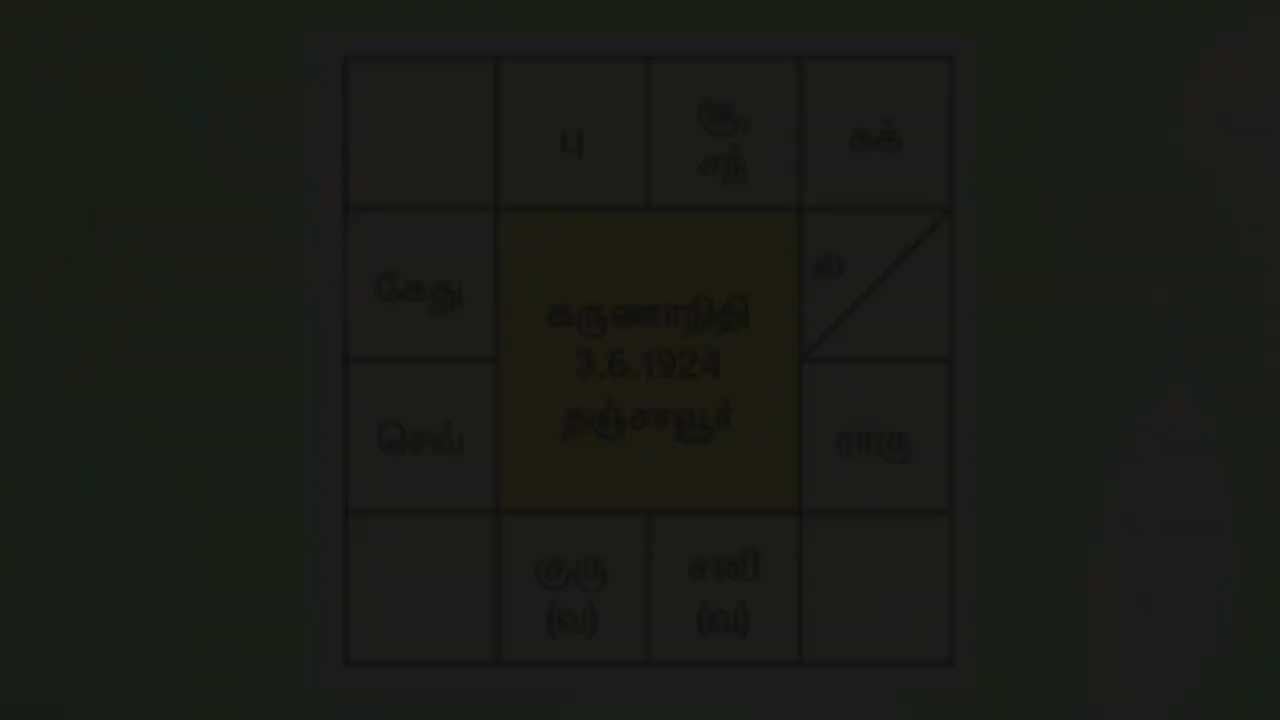 பு
சூ,
சந்
சுக்
கேது
ல
கருணாநிதி
3.6.1924
தஞ்சாவூர்
செவ்
ராகு
குரு
(வ)
சனி
(வ)